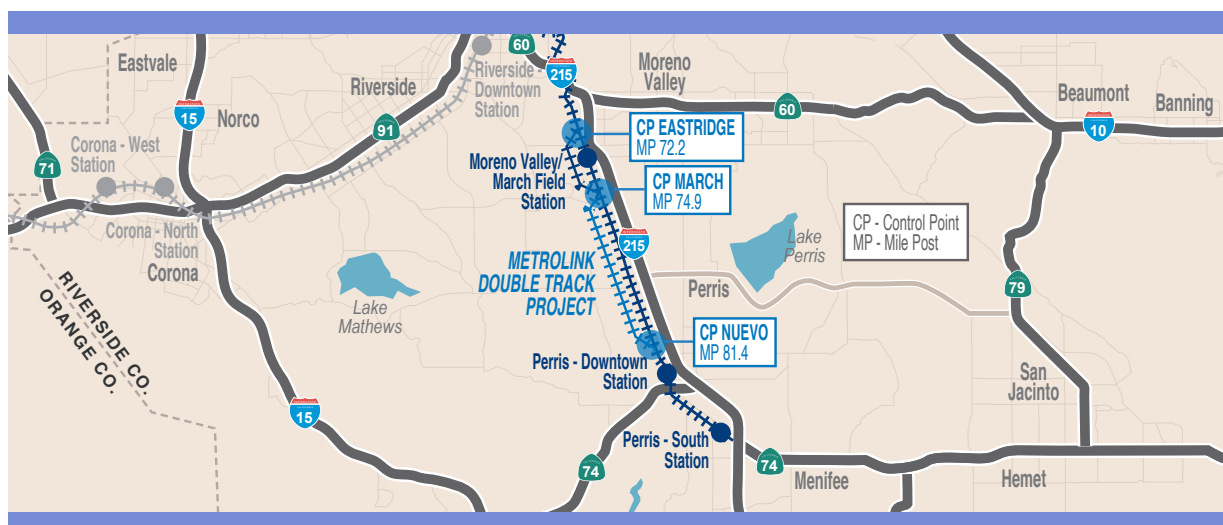 60
Eastvale
215
Moreno
Valley
Riverside -
Downtown
Station
Riverside
Beaumont
Banning
15
Norco
60
10
91
CP EASTRIDGE
MP 72.2
Corona - West
Station
71
Moreno Valley/
March Field
Station
CP MARCH
MP 74.9
CP - Control Point
MP - Mile Post
Corona - North
Station
Corona
215
Lake
Perris
METROLINK
DOUBLE TRACK
PROJECT
Perris
79
RIVERSIDE CO.
ORANGE CO.
Lake
Mathews
CP NUEVO
MP 81.4
Perris - Downtown
Station
San
Jacinto
15
Perris - South
Station
74
74
Menifee
Hemet